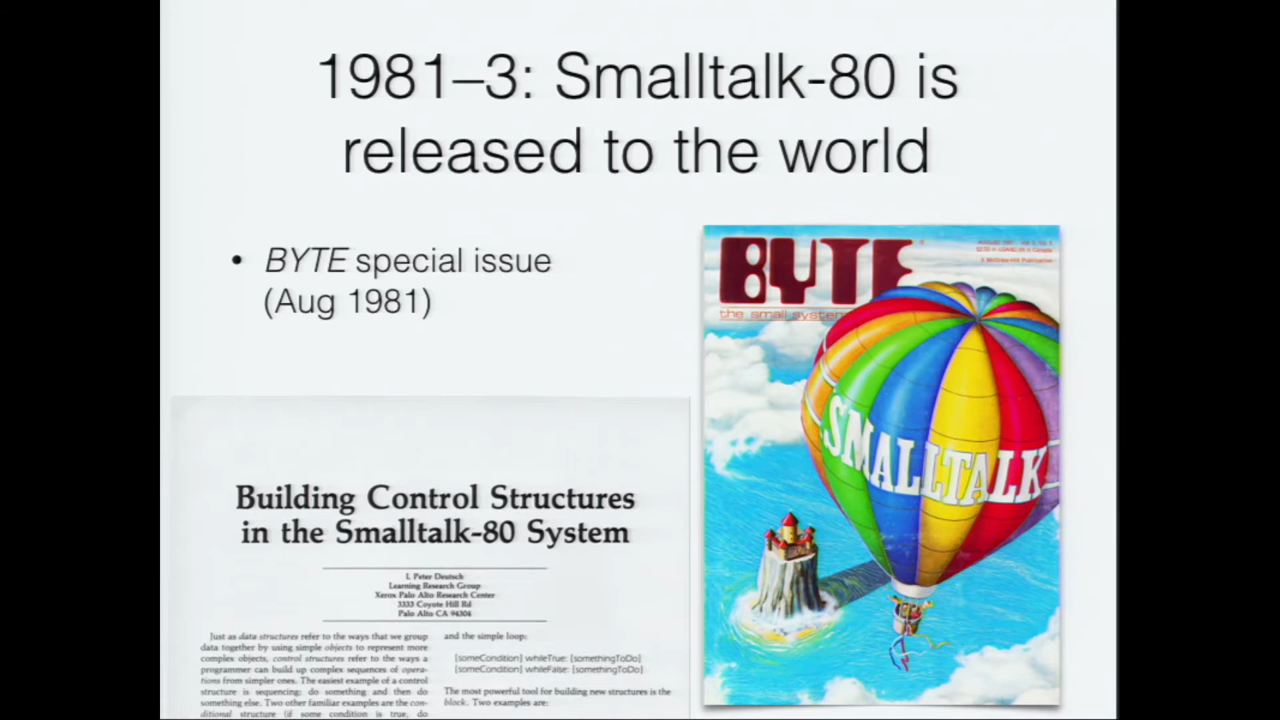 1981–3: Smalltalk-80 is
released to the world
• BYTE special issue
(Aug 1981)
BYTE
the small systems
SMALLTALK
Building Control Structures
in the Smalltalk-80 System
L Peter Deutsch
Learning Research Group
Xerox Palo Alto Research Center
3333 Coyote Hill Rd
Palo Alto CA 94304
Just as data structures refer to the ways that we group
data together by using simple objects to represent more
complex objects, control structures refer to the ways a
programmer can build up complex sequences of opera-
tions from simpler ones. The easiest example of a control
structure is sequencing: do something and then do
something else. Two other familiar examples are the con-
ditional structure (if some condition is true, do
and the simple loop:
[someCondition] whileTrue: [somethingToDo]
[someCondition] whileFalse: [somethingToDo]
The most powerful tool for building new structures is the
block. Two examples are: